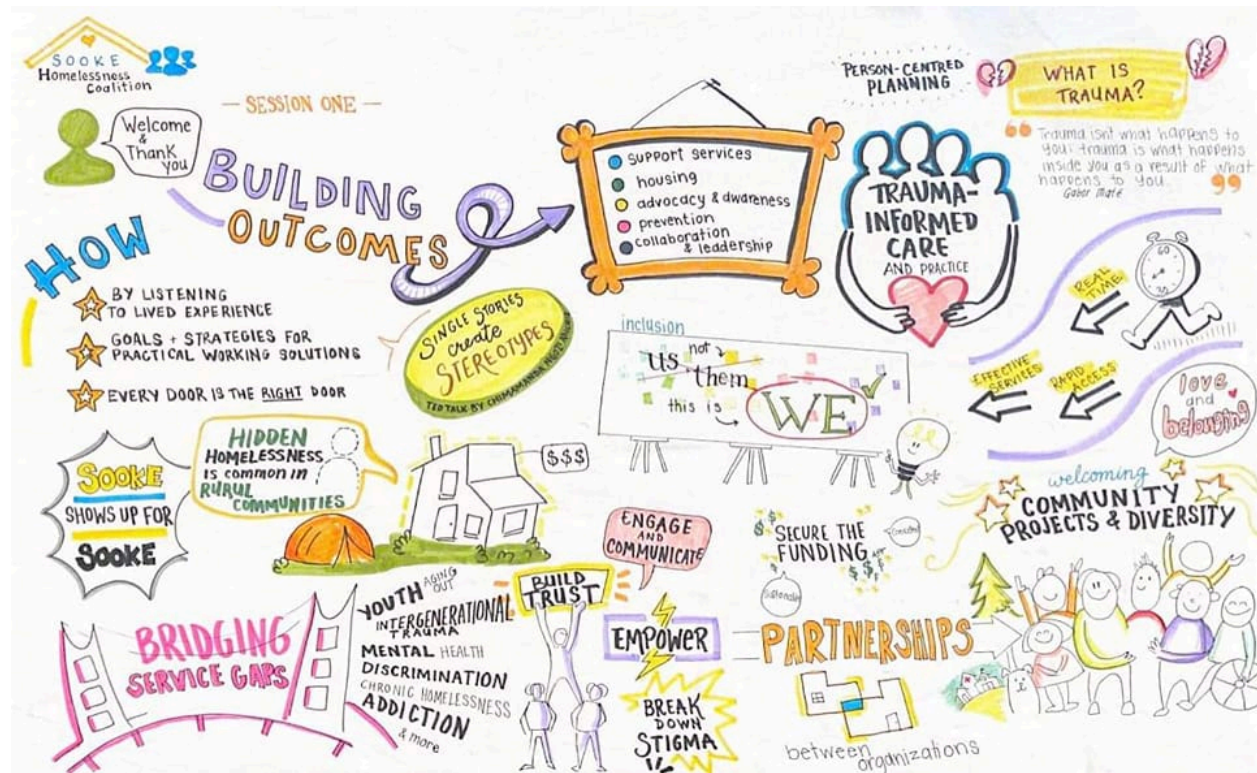 SOOKE
Homelessness
Coalition
Welcome
&
Thank
you
— SESSION ONE —
BUILDING
OUTCOMES
support services
housing
advocacy & awareness
prevention
collaboration
& leadership
PERSON-CENTRED
PLANNING
TRAUMA-
INFORMED
CARE
AND PRACTICE
WHAT IS
TRAUMA?
“ Trauma isn't what happens to
you: trauma is what happens
inside you as a result of what
happens to you. ”
Gabor Maté
HOW
BY LISTENING
TO LIVED EXPERIENCE
GOALS + STRATEGIES FOR
PRACTICAL WORKING SOLUTIONS
EVERY DOOR IS THE RIGHT DOOR
SINGLE STORIES
create
STEREOTYPES
TED TALK BY CHIMAMANDA
inclusion
us not
them
this is
WE
60
30
REAL
TIME
EFFECTIVE
SERVICES
RAPID
ACCESS
love
and
belonging
SOOKE
SHOWS UP FOR
SOOKE
HIDDEN
HOMELESSNESS
is common in
RURUL
COMMUNITIES
$$$
ENGAGE
AND
COMMUNICATE
SECURE THE
FUNDING
welcoming
COMMUNITY
PROJECTS & DIVERSITY
BRIDGING
SERVICE GAPS
YOUTH AGING
OUT
INTERGENERATIONAL
TRAUMA
MENTAL HEALTH
DISCRIMINATION
CHRONIC HOMELESSNESS
ADDICTION
& more
BUILD
TRUST
EMPOWER
BREAK
DOWN
STIGMA
PARTNERSHIPS
between
organizations